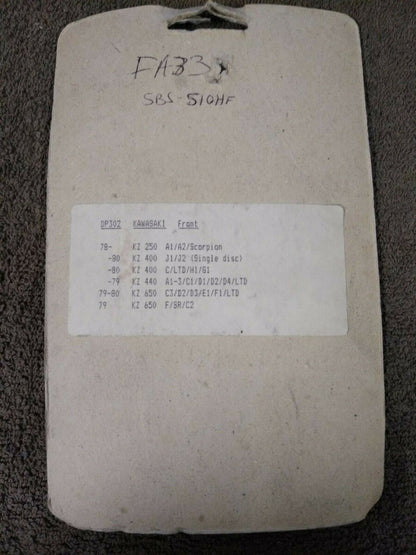 SBS-510HF
DP302 KAWASAKI Front
78- KZ 250 A1/A2/Scorpion
-80 KZ 400 J1/J2 (Single disc)
-80 KZ 400 C/LTD/H1/G1
-79 KZ 440 A1-3/C1/D1/D2/D4/LTD
79-80 KZ 650 C3/D2/D3/E1/F1/LTD
79 KZ 650 F/SR/C2